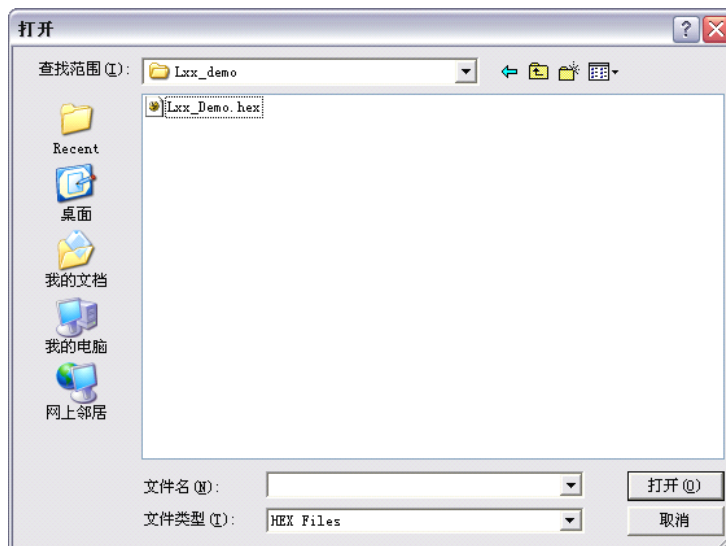 打开
查找范围(I): Lxx_demo
Lxx_Demo.hex
Recent
桌面
我的文档
我的电脑
网上邻居
文件名(N): 打开(O)
文件类型(T): HEX Files 取消